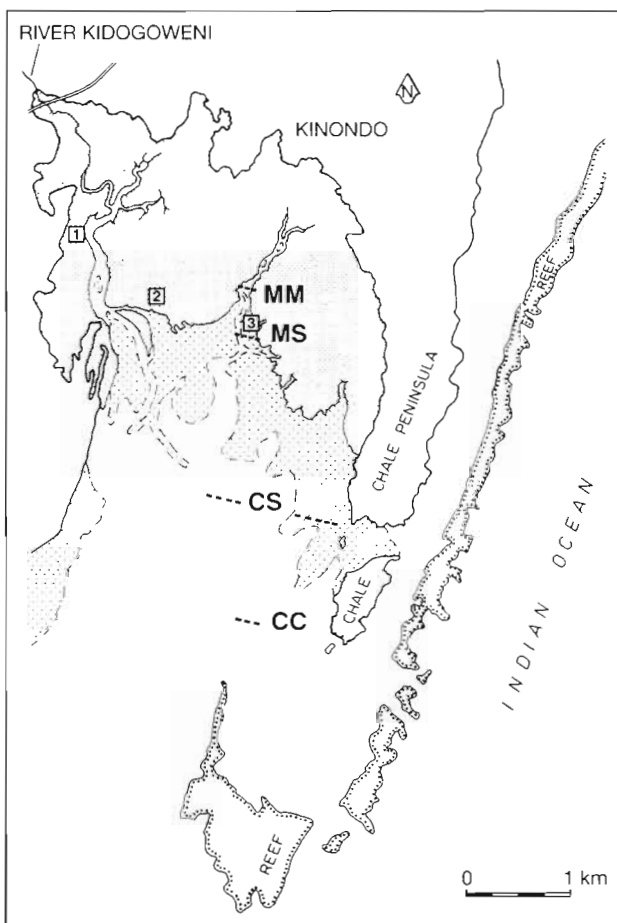 RIVER KIDOGOWENI
N
KINONDO
1
2
MM
3
MS
CHALE PENINSULA
REEF
CS
CHALE
CC
INDIAN OCEAN
REEF
0 1 km